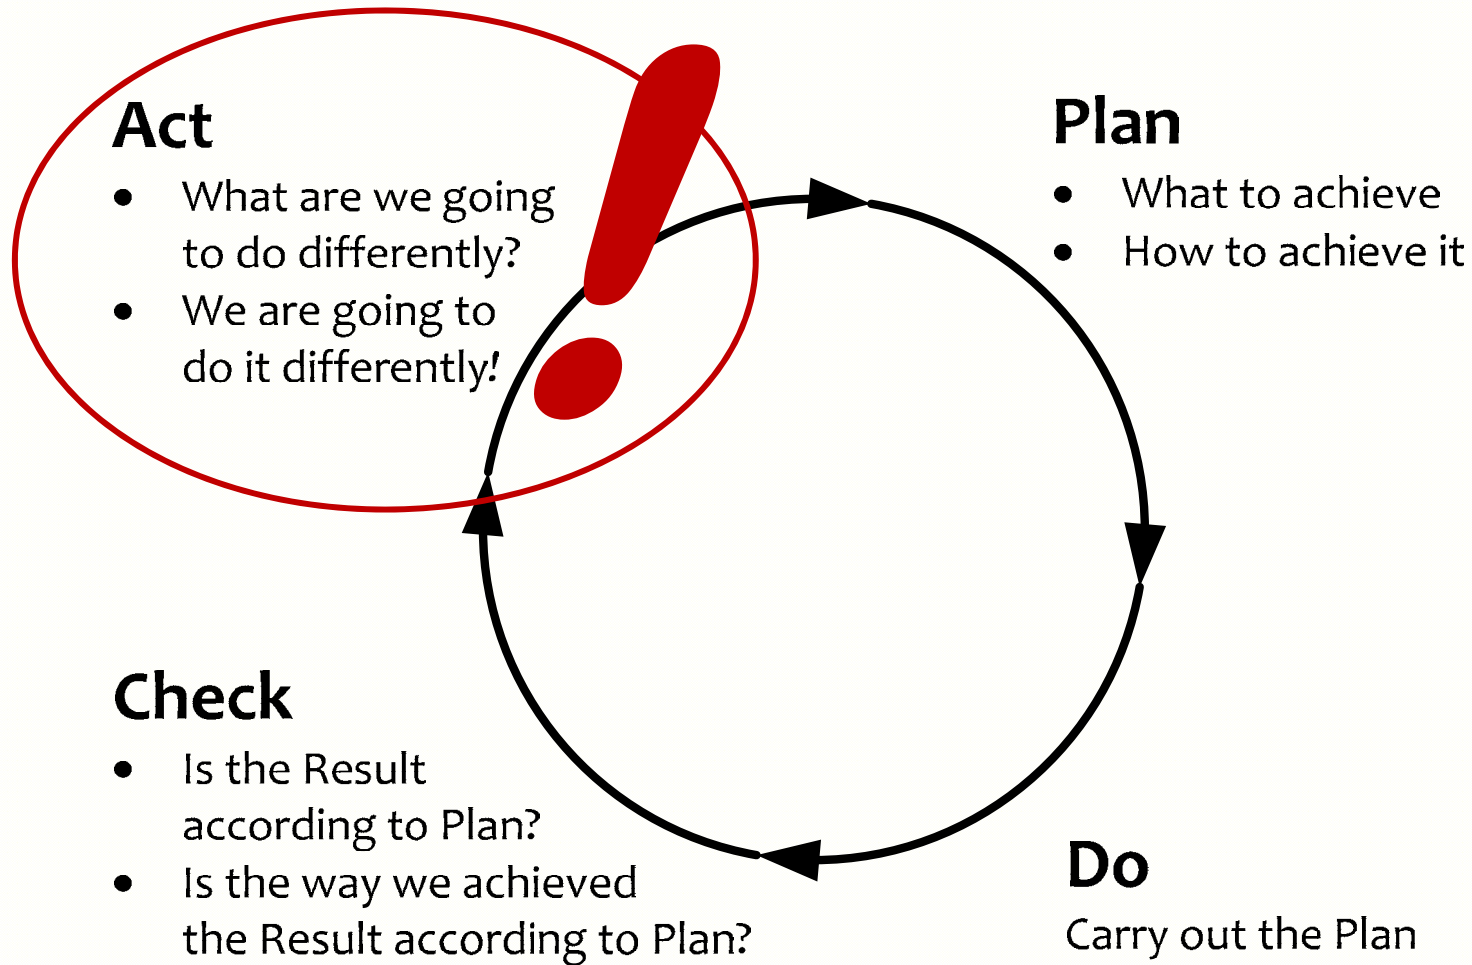 Act
• What are we going
to do differently?
• We are going to
do it differently!
Plan
• What to achieve
• How to achieve it
Check
• Is the Result
according to Plan?
• Is the way we achieved
the Result according to Plan?
Do
Carry out the Plan